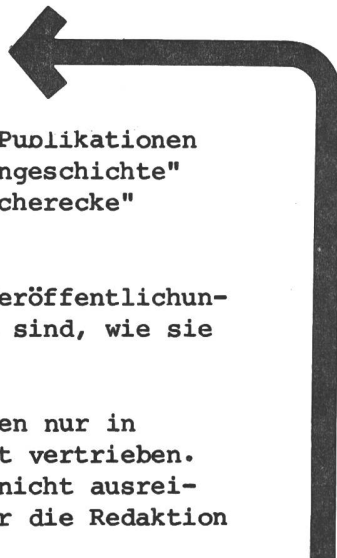 Publikationen
ngeschichte"
cherecke"
eröffentlichun-
sind, wie sie
en nur in
t vertrieben.
nicht ausrei-
r die Redaktion